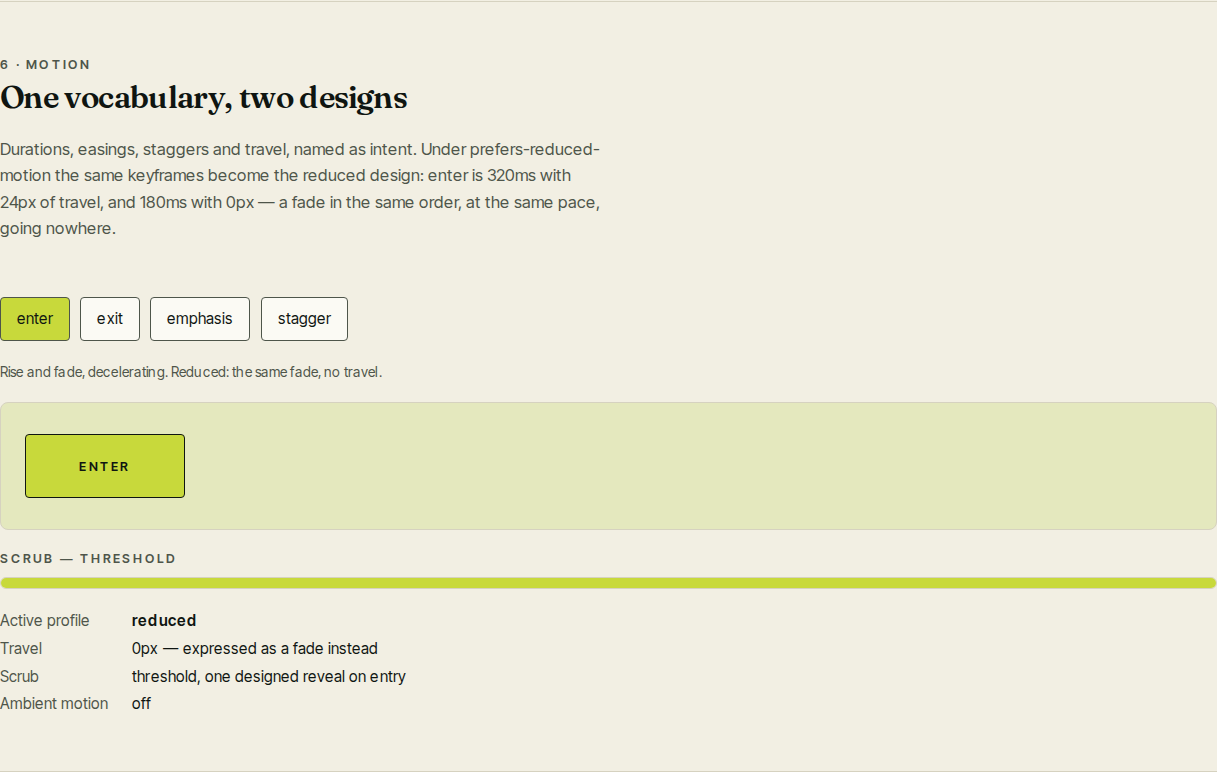 6 · MOTION
One vocabulary, two designs
Durations, easings, staggers and travel, named as intent. Under prefers-reduced-
motion the same keyframes become the reduced design: enter is 320ms with
24px of travel, and 180ms with 0px — a fade in the same order, at the same pace,
going nowhere.
enter
exit
emphasis
stagger
Rise and fade, decelerating. Reduced: the same fade, no travel.
ENTER
SCRUB — THRESHOLD
Active profile reduced
Travel 0px — expressed as a fade instead
Scrub threshold, one designed reveal on entry
Ambient motion off